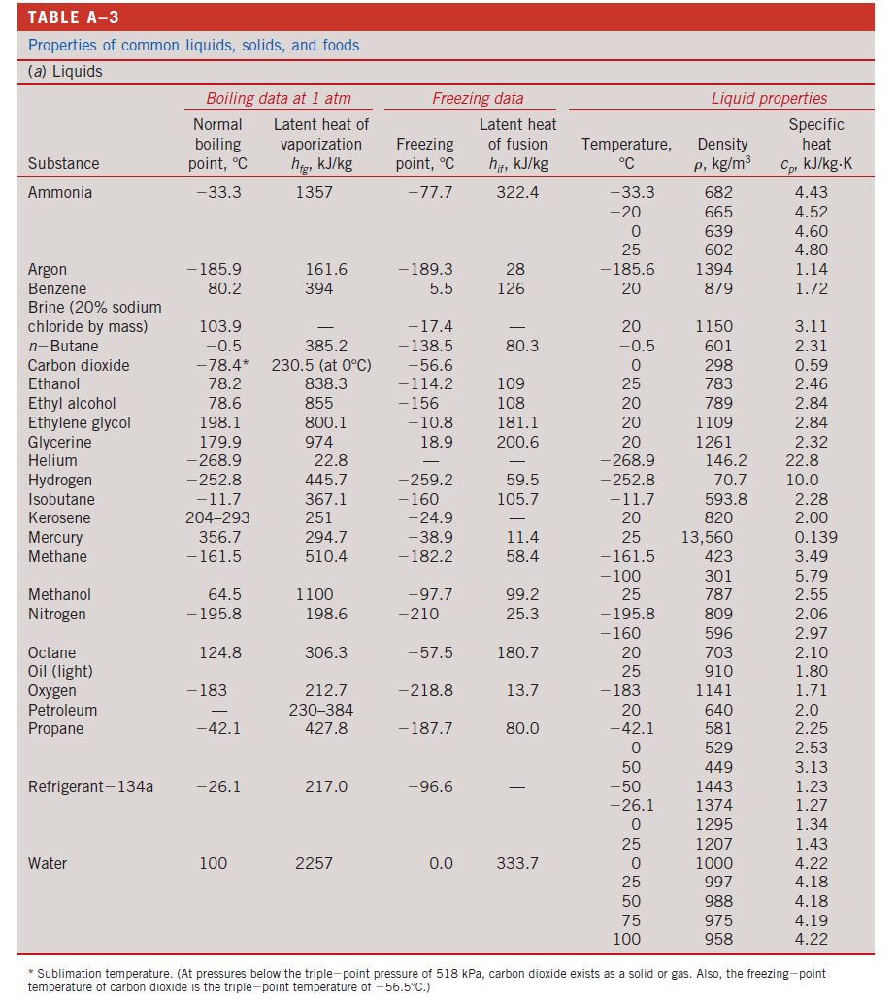 TABLE A–3
Properties of common liquids, solids, and foods
(a) Liquids
Boiling data at 1 atm Freezing data Liquid properties
Normal Latent heat of Latent heat Specific
boiling vaporization Freezing of fusion Temperature, Density heat
Substance point, °C hfg, kJ/kg point, °C hif, kJ/kg °C ρ, kg/m³ cp, kJ/kg·K
Ammonia −33.3 1357 −77.7 322.4 −33.3 682 4.43
−20 665 4.52
0 639 4.60
25 602 4.80
Argon −185.9 161.6 −189.3 28 −185.6 1394 1.14
Benzene 80.2 394 5.5 126 20 879 1.72
Brine (20% sodium
chloride by mass) 103.9 — −17.4 — 20 1150 3.11
n−Butane −0.5 385.2 −138.5 80.3 −0.5 601 2.31
Carbon dioxide −78.4* 230.5 (at 0°C) −56.6 0 298 0.59
Ethanol 78.2 838.3 −114.2 109 25 783 2.46
Ethyl alcohol 78.6 855 −156 108 20 789 2.84
Ethylene glycol 198.1 800.1 −10.8 181.1 20 1109 2.84
Glycerine 179.9 974 18.9 200.6 20 1261 2.32
Helium −268.9 22.8 — — −268.9 146.2 22.8
Hydrogen −252.8 445.7 −259.2 59.5 −252.8 70.7 10.0
Isobutane −11.7 367.1 −160 105.7 −11.7 593.8 2.28
Kerosene 204–293 251 −24.9 — 20 820 2.00
Mercury 356.7 294.7 −38.9 11.4 25 13,560 0.139
Methane −161.5 510.4 −182.2 58.4 −161.5 423 3.49
−100 301 5.79
Methanol 64.5 1100 −97.7 99.2 25 787 2.55
Nitrogen −195.8 198.6 −210 25.3 −195.8 809 2.06
−160 596 2.97
Octane 124.8 306.3 −57.5 180.7 20 703 2.10
Oil (light) 25 910 1.80
Oxygen −183 212.7 −218.8 13.7 −183 1141 1.71
Petroleum — 230–384 20 640 2.0
Propane −42.1 427.8 −187.7 80.0 −42.1 581 2.25
0 529 2.53
50 449 3.13
Refrigerant−134a −26.1 217.0 −96.6 — −50 1443 1.23
−26.1 1374 1.27
0 1295 1.34
25 1207 1.43
Water 100 2257 0.0 333.7 0 1000 4.22
25 997 4.18
50 988 4.18
75 975 4.19
100 958 4.22
* Sublimation temperature. (At pressures below the triple−point pressure of 518 kPa, carbon dioxide exists as a solid or gas. Also, the freezing−point
temperature of carbon dioxide is the triple−point temperature of −56.5°C.)